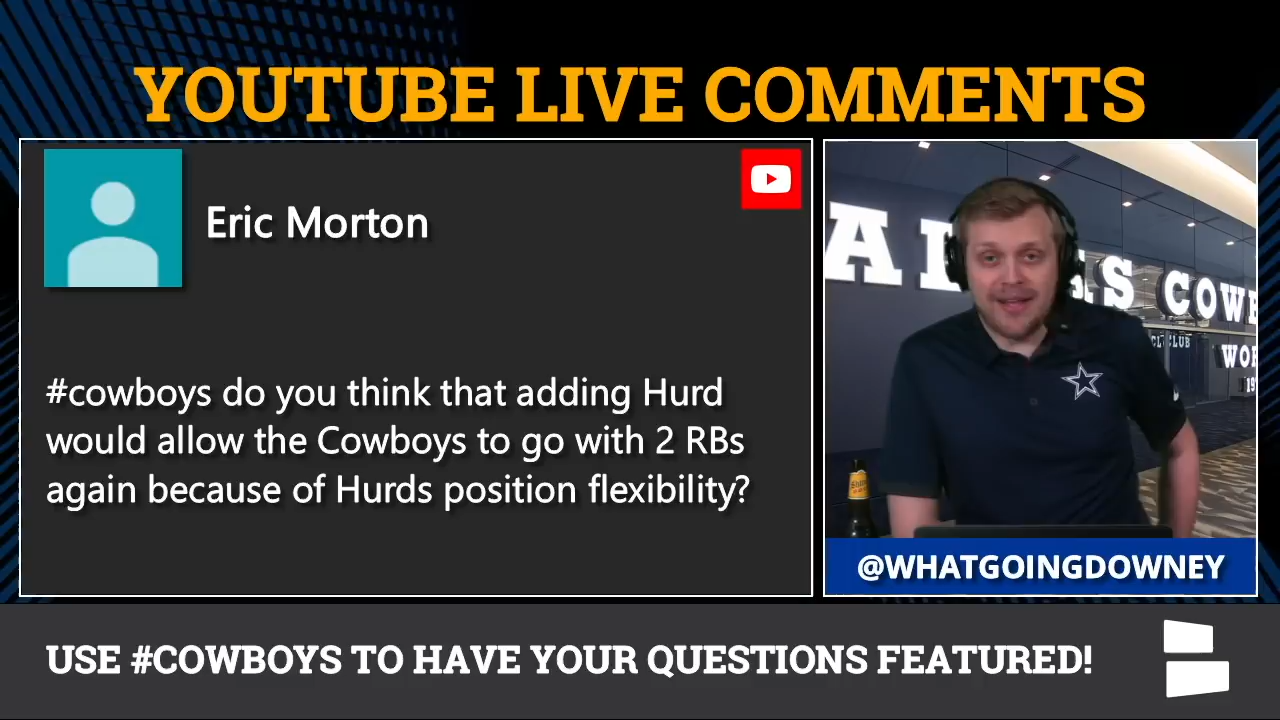 YOUTUBE LIVE COMMENTS
Eric Morton
#cowboys do you think that adding Hurd
would allow the Cowboys to go with 2 RBs
again because of Hurds position flexibility?
@WHATGOINGDOWNEY
USE #COWBOYS TO HAVE YOUR QUESTIONS FEATURED!